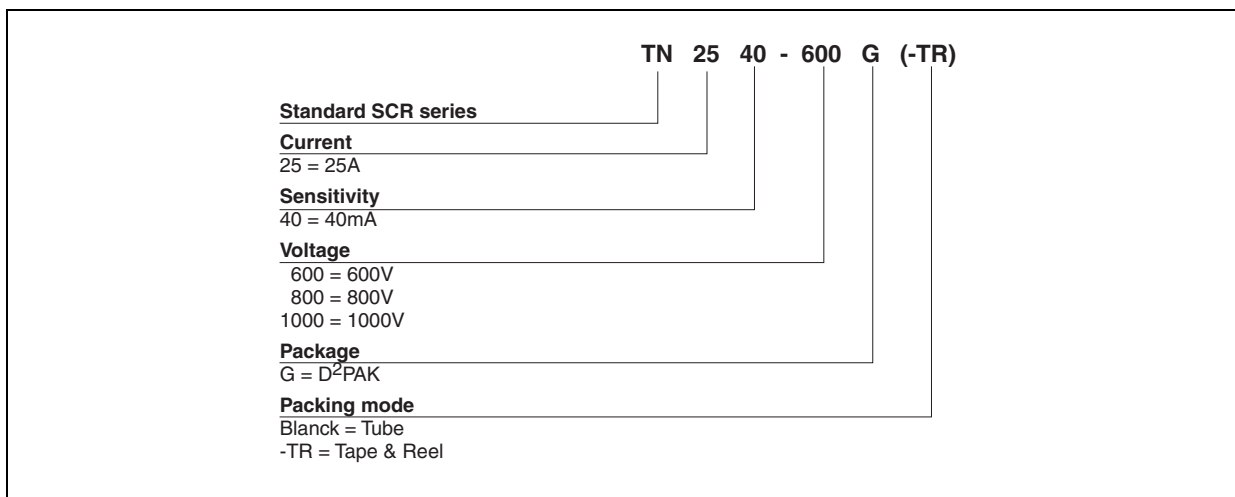 TN 25 40 - 600 G (-TR)
Standard SCR series
Current
25 = 25A
Sensitivity
40 = 40mA
Voltage
600 = 600V
800 = 800V
1000 = 1000V
Package
G = D²PAK
Packing mode
Blanck = Tube
-TR = Tape & Reel